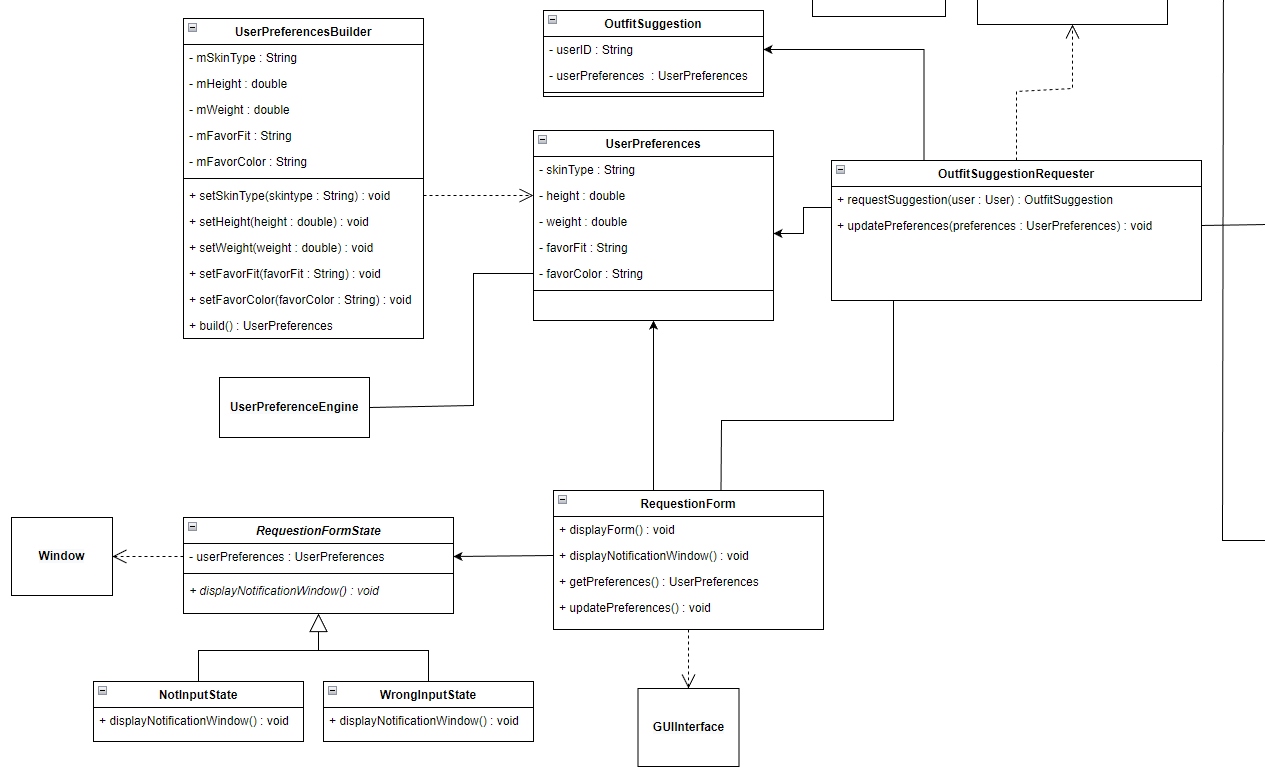 UserPreferencesBuilder
- mSkinType : String
- mHeight : double
- mWeight : double
- mFavorFit : String
- mFavorColor : String
+ setSkinType(skintype : String) : void
+ setHeight(height : double) : void
+ setWeight(weight : double) : void
+ setFavorFit(favorFit : String) : void
+ setFavorColor(favorColor : String) : void
+ build() : UserPreferences
OutfitSuggestion
- userID : String
- userPreferences : UserPreferences
UserPreferences
- skinType : String
- height : double
- weight : double
- favorFit : String
- favorColor : String
OutfitSuggestionRequester
+ requestSuggestion(user : User) : OutfitSuggestion
+ updatePreferences(preferences : UserPreferences) : void
UserPreferenceEngine
Window
RequestionFormState
- userPreferences : UserPreferences
+ displayNotificationWindow() : void
RequestionForm
+ displayForm() : void
+ displayNotificationWindow() : void
+ getPreferences() : UserPreferences
+ updatePreferences() : void
NotInputState
+ displayNotificationWindow() : void
WrongInputState
+ displayNotificationWindow() : void
GUIInterface